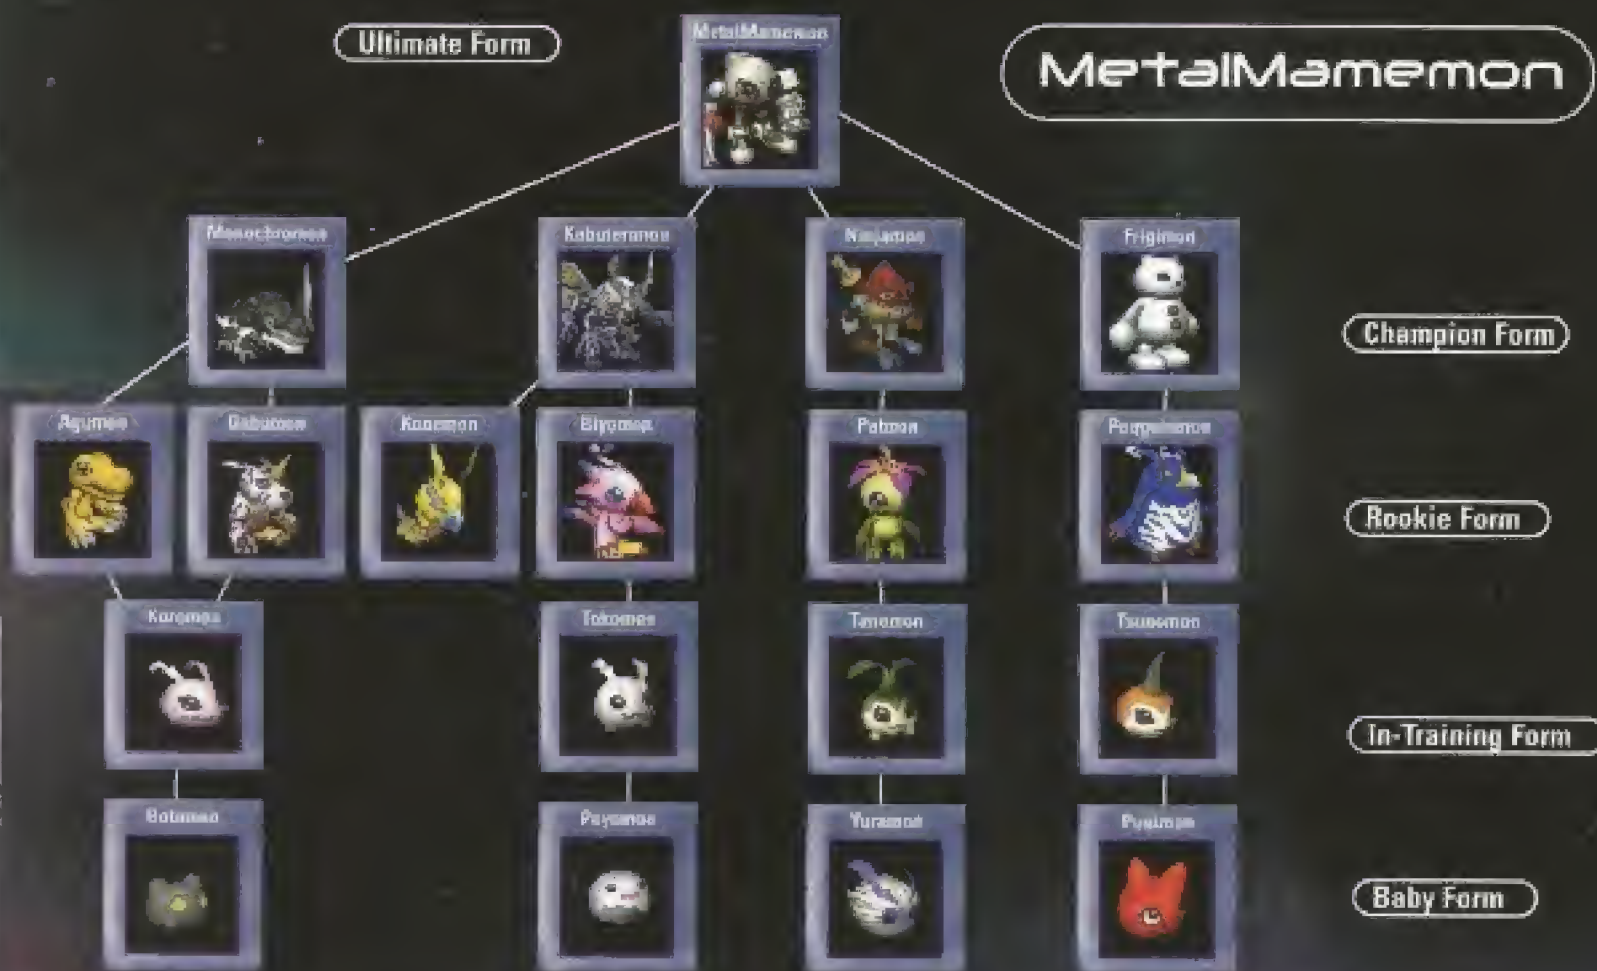 Ultimate Form
MetalMamemon
MetalMamemon
Monochromon
Kabuterimon
Ninjamon
Frigimon
Champion Form
Agumon
Gabumon
Kunemon
Biyomon
Palmon
Penguinmon
Rookie Form
Koromon
Tokomon
Tanemon
Tsunomon
In-Training Form
Botamon
Poyomon
Yuramon
Punimon
Baby Form